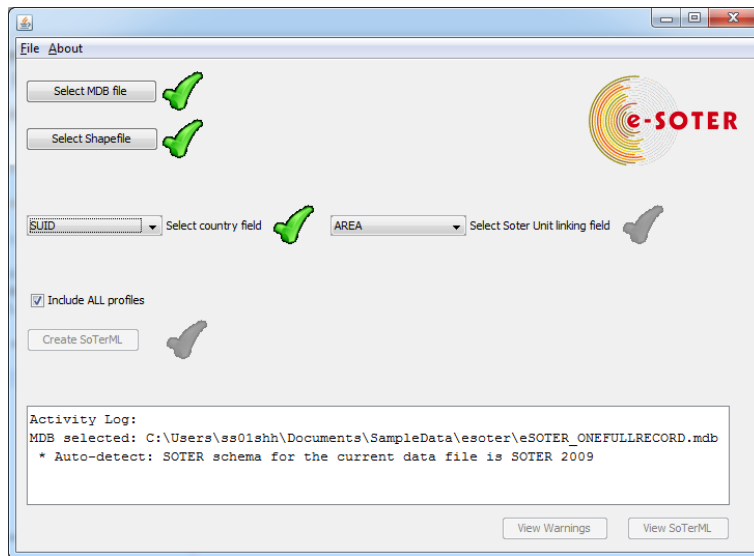 File About
Select MDB file
e-SOTER
Select Shapefile
SUID Select country field AREA Select Soter Unit linking field
Include ALL profiles
Create SoTerML
Activity Log:
MDB selected: C:\Users\ss01shh\Documents\SampleData\esoter\eSOTER_ONEFULLRECORD.mdb
* Auto-detect: SOTER schema for the current data file is SOTER 2009
View Warnings View SoTerML